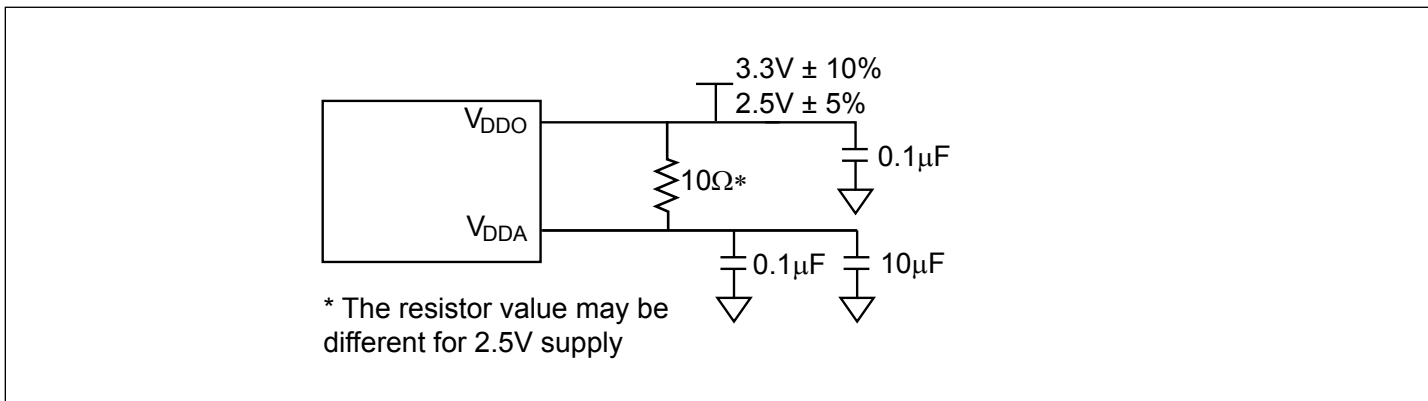 3.3V ± 10%
2.5V ± 5%
VDDO
0.1µF
10Ω*
VDDA
0.1µF
10µF
* The resistor value may be
different for 2.5V supply